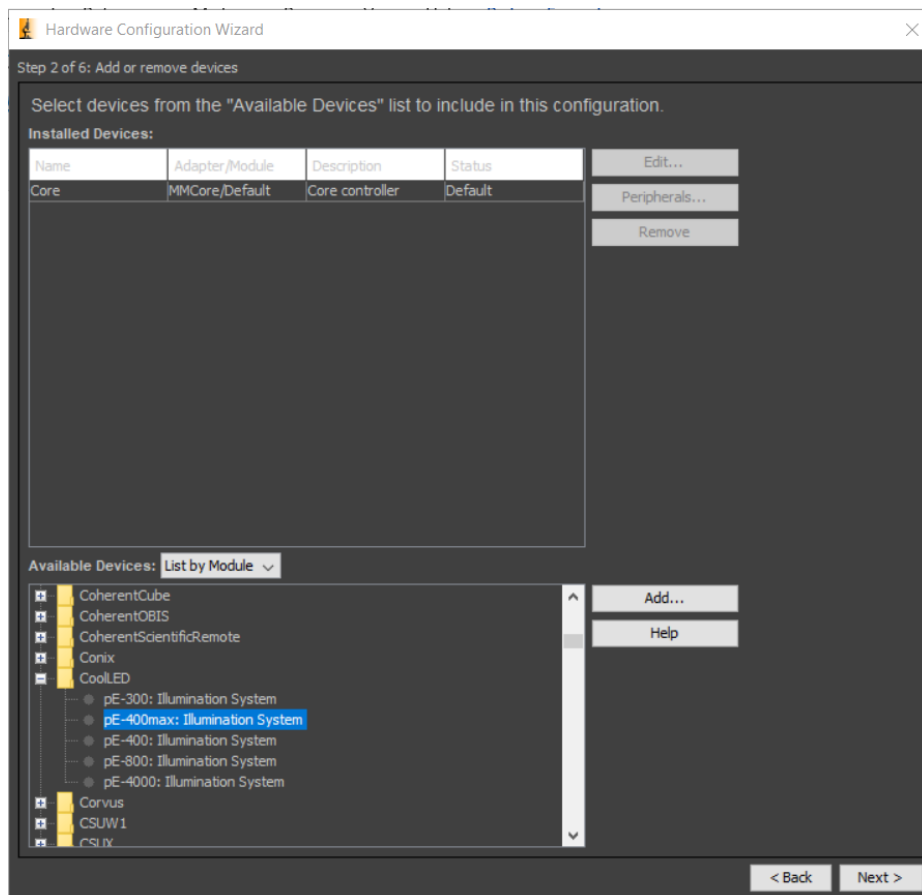 Hardware Configuration Wizard
Step 2 of 6: Add or remove devices
Select devices from the "Available Devices" list to include in this configuration.
Installed Devices:
Name Adapter/Module Description Status
Core MMCore/Default Core controller Default
Edit...
Peripherals...
Remove
Available Devices: List by Module
CoherentCube
CoherentOBIS
CoherentScientificRemote
Conix
CoolLED
pE-300: Illumination System
pE-400max: Illumination System
pE-400: Illumination System
pE-800: Illumination System
pE-4000: Illumination System
Corvus
CSUW1
CSUX
Add...
Help
< Back Next >